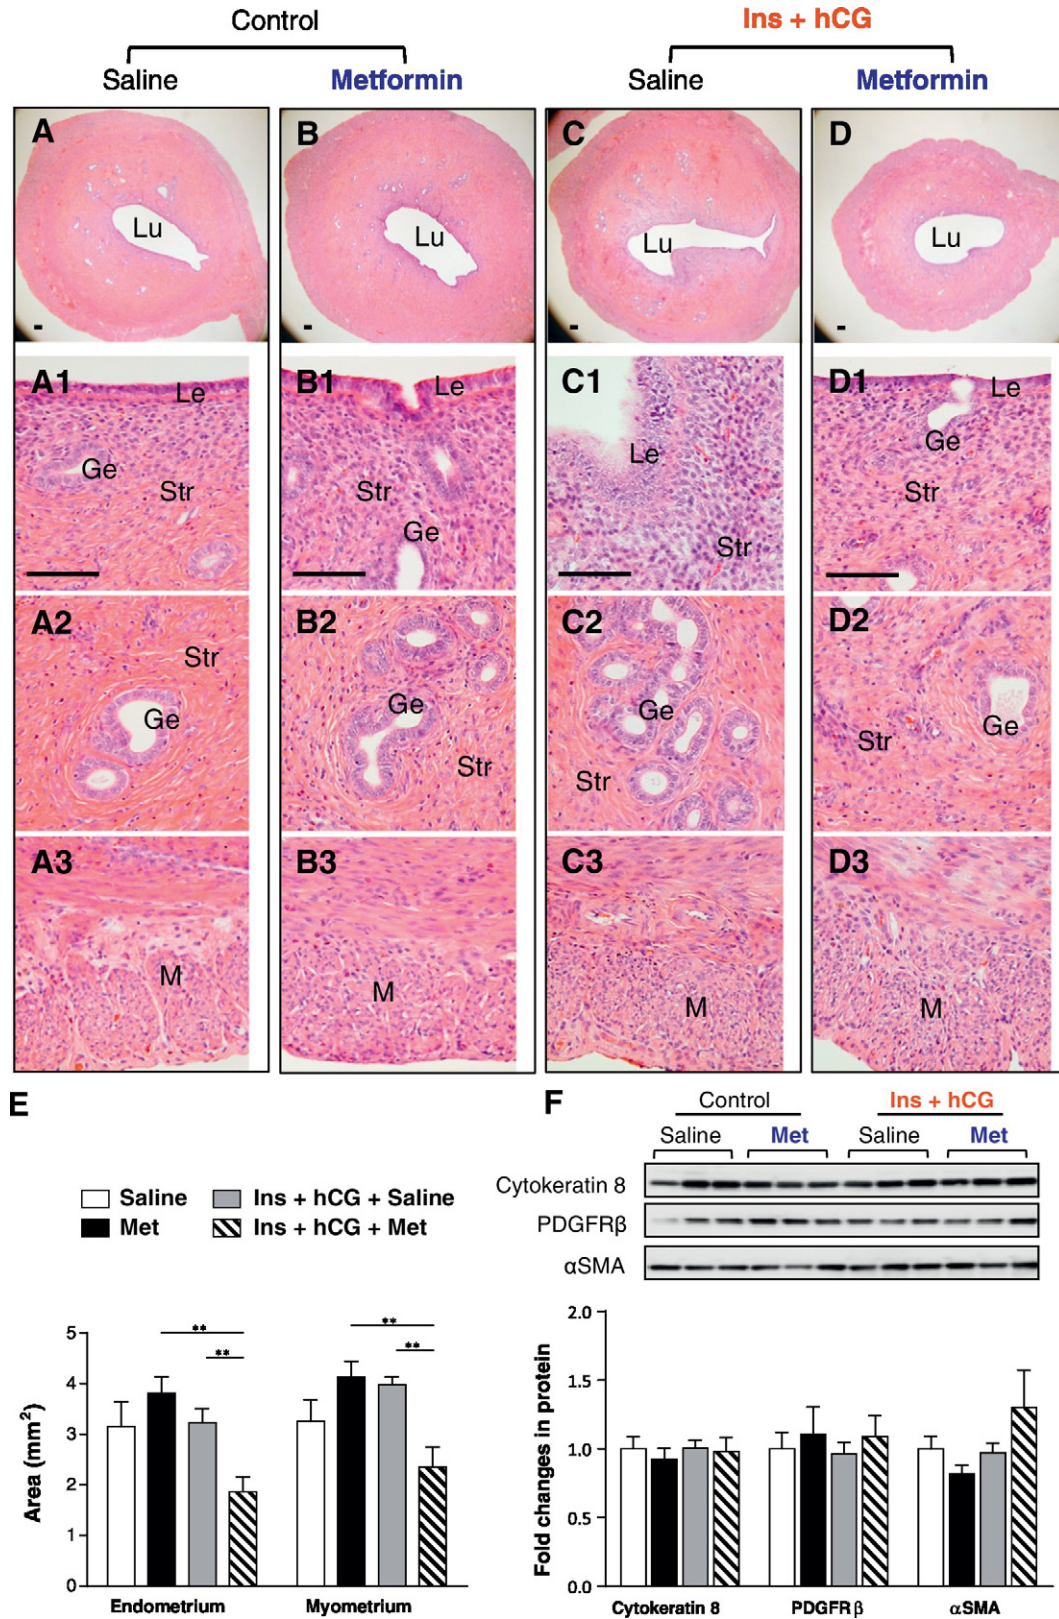 Control
Ins + hCG
Saline
Metformin
Saline
Metformin
A
Lu
B
Lu
C
Lu
D
Lu
A1
Le
Ge
Str
B1
Le
Str
Ge
C1
Le
Str
D1
Le
Ge
Str
A2
Str
Ge
B2
Ge
Str
C2
Ge
Str
D2
Str
Ge
A3
M
B3
M
C3
M
D3
M
E
Saline
Ins + hCG + Saline
Met
Ins + hCG + Met
Area (mm²)
5
4
3
2
1
0
**
**
**
**
Endometrium
Myometrium
F
Control
Ins + hCG
Saline
Met
Saline
Met
Cytokeratin 8
PDGFRβ
αSMA
Fold changes in protein
2.0
1.5
1.0
0.5
0.0
Cytokeratin 8
PDGFRβ
αSMA